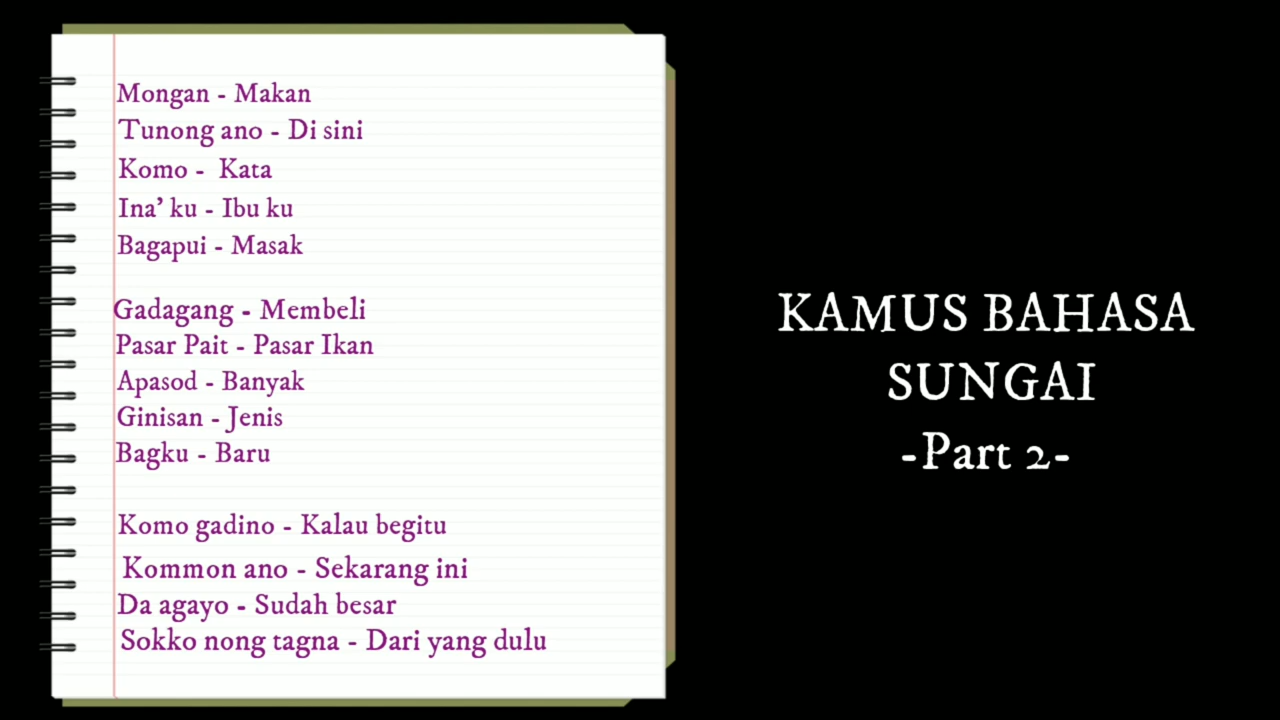 Mongan - Makan
Tunong ano - Di sini
Komo - Kata
Ina' ku - Ibu ku
Bagapui - Masak
Gadagang - Membeli
Pasar Pait - Pasar Ikan
Apasod - Banyak
Ginisan - Jenis
Bagku - Baru
Komo gadino - Kalau begitu
Kommon ano - Sekarang ini
Da agayo - Sudah besar
Sokko nong tagna - Dari yang dulu
KAMUS BAHASA
SUNGAI
-Part 2-